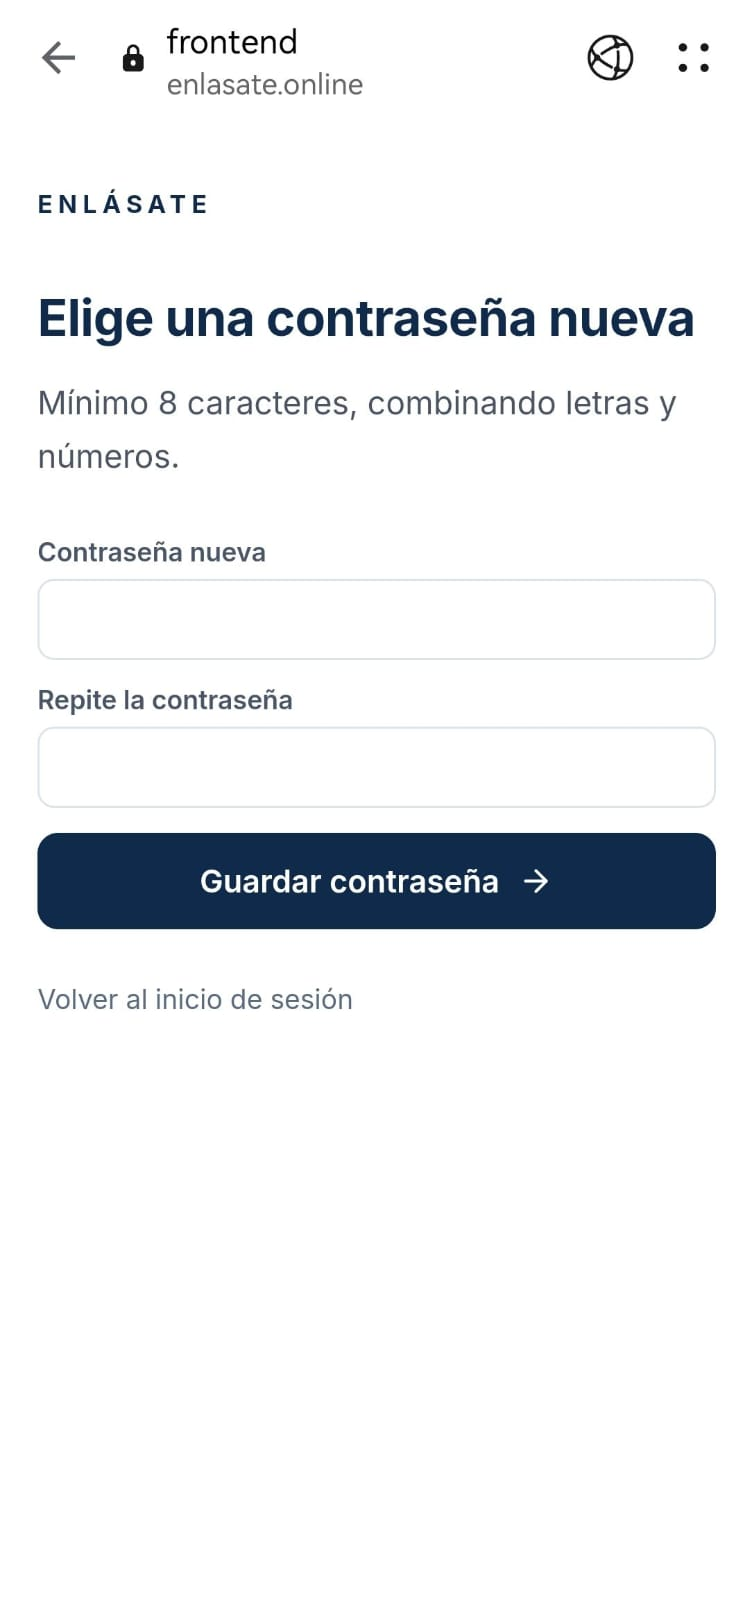 frontend
enlasate.online
ENLÁSATE
Elige una contraseña nueva
Mínimo 8 caracteres, combinando letras y
números.
Contraseña nueva
Repite la contraseña
Guardar contraseña →
Volver al inicio de sesión